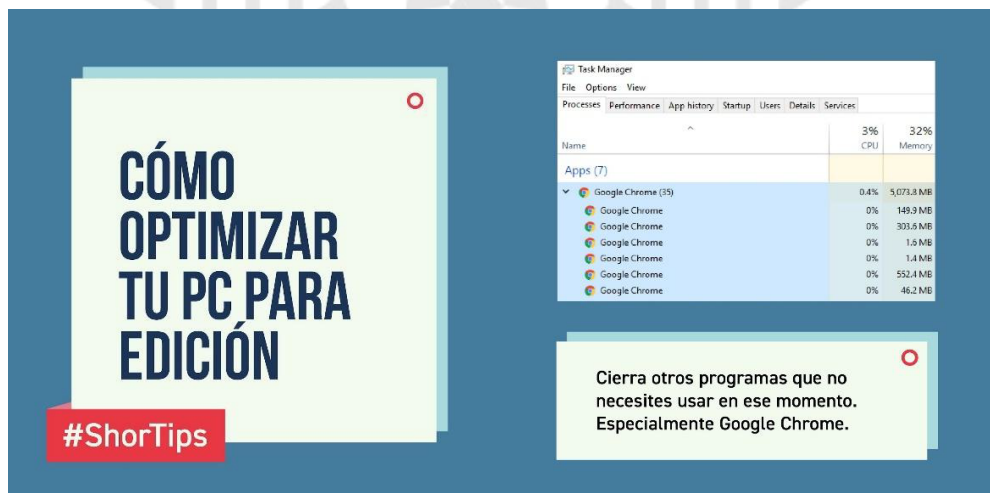 CÓMO
OPTIMIZAR
TU PC PARA
EDICIÓN
#ShorTips
Task Manager
File Options View
Processes Performance App history Startup Users Details Services
3% 32%
Name CPU Memory
Apps (7)
Google Chrome (35) 0.4% 5,073.8 MB
Google Chrome 0% 149.9 MB
Google Chrome 0% 303.6 MB
Google Chrome 0% 1.6 MB
Google Chrome 0% 1.4 MB
Google Chrome 0% 552.4 MB
Google Chrome 0% 46.2 MB
Cierra otros programas que no
necesites usar en ese momento.
Especialmente Google Chrome.